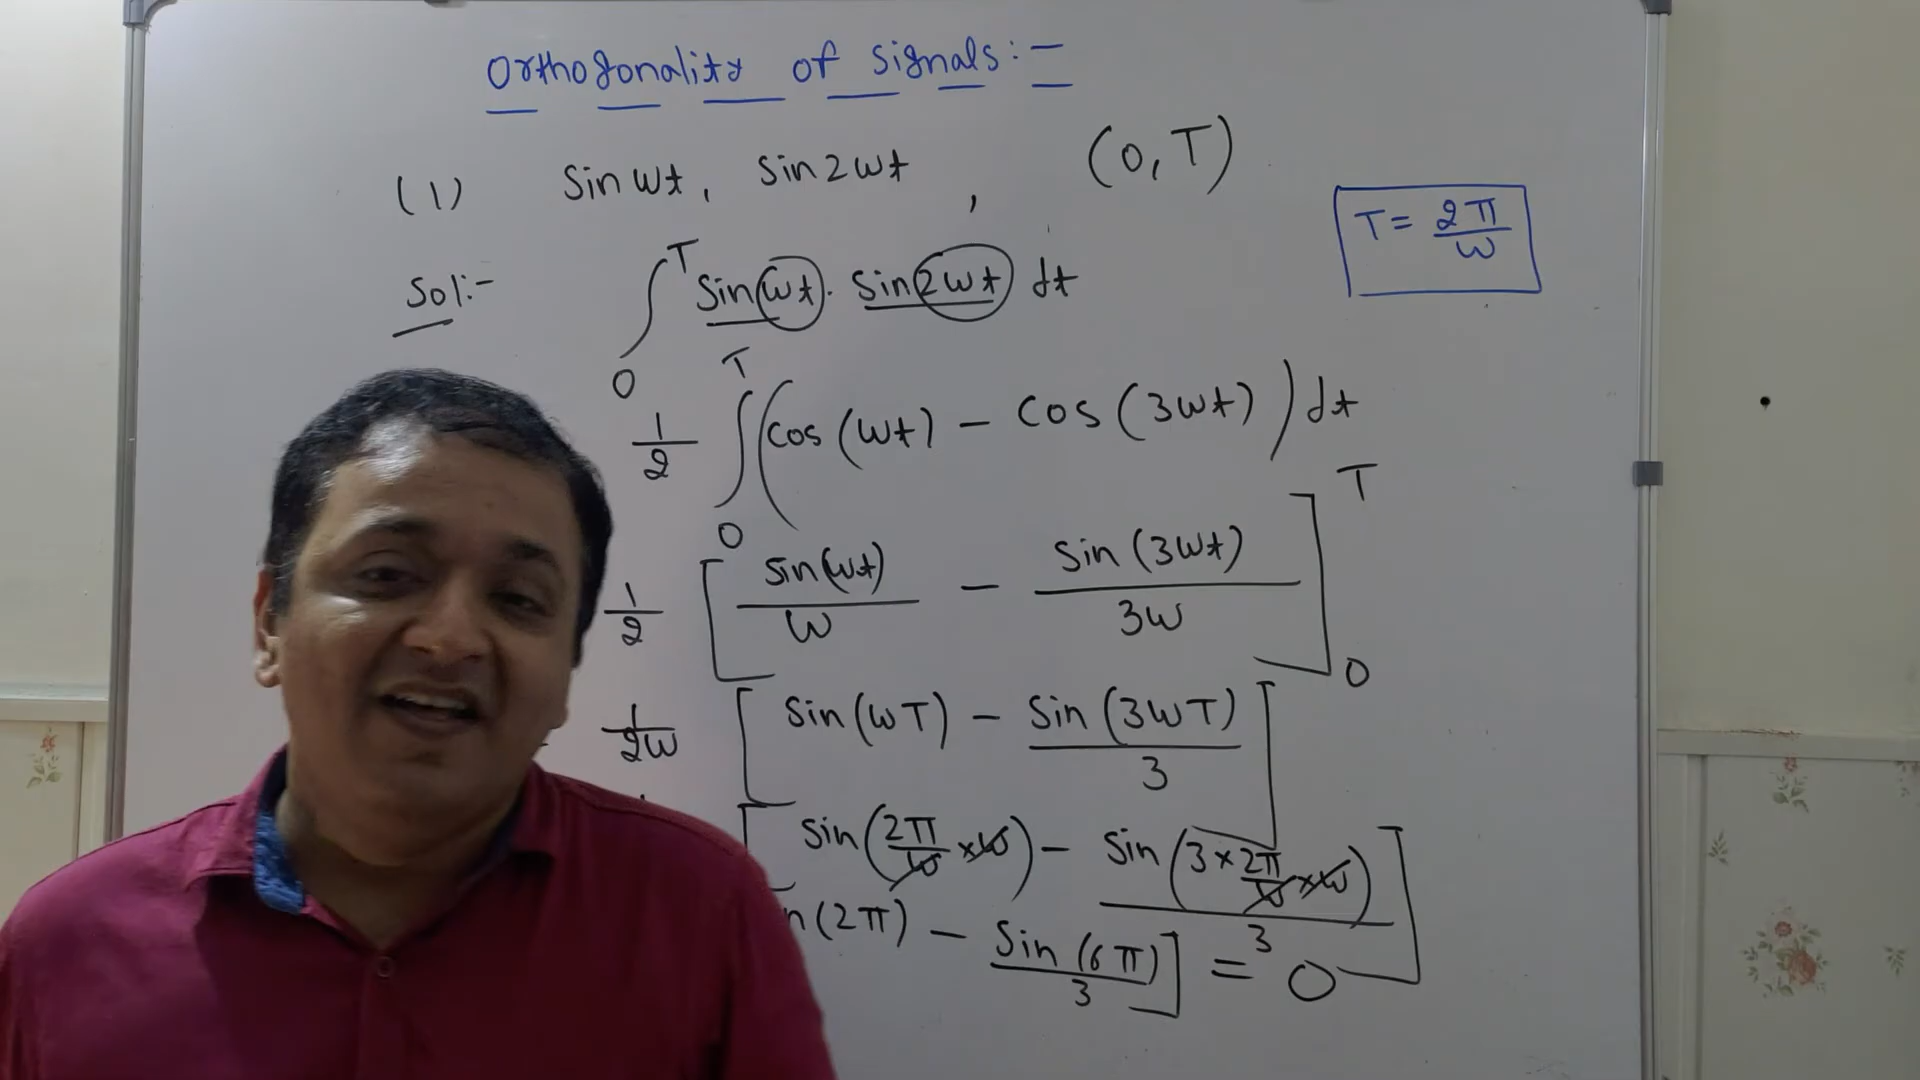 Orthogonality of signals:-
(1) Sin ωt, Sin 2ωt , (0, T)
T = 2π/ω
Sol:- ∫₀ᵀ Sin(ωt). Sin(2ωt) dt
1/2 ∫₀ᵀ (Cos(ωt) - Cos(3ωt)) dt
1/2 [Sin(ωt)/ω - Sin(3ωt)/3ω]₀ᵀ
1/2ω [Sin(ωT) - Sin(3ωT)/3]
[Sin(2π/ω × ω) - Sin(3 × 2π/ω × ω)/3]
(2π) - Sin(6π)/3] = 0